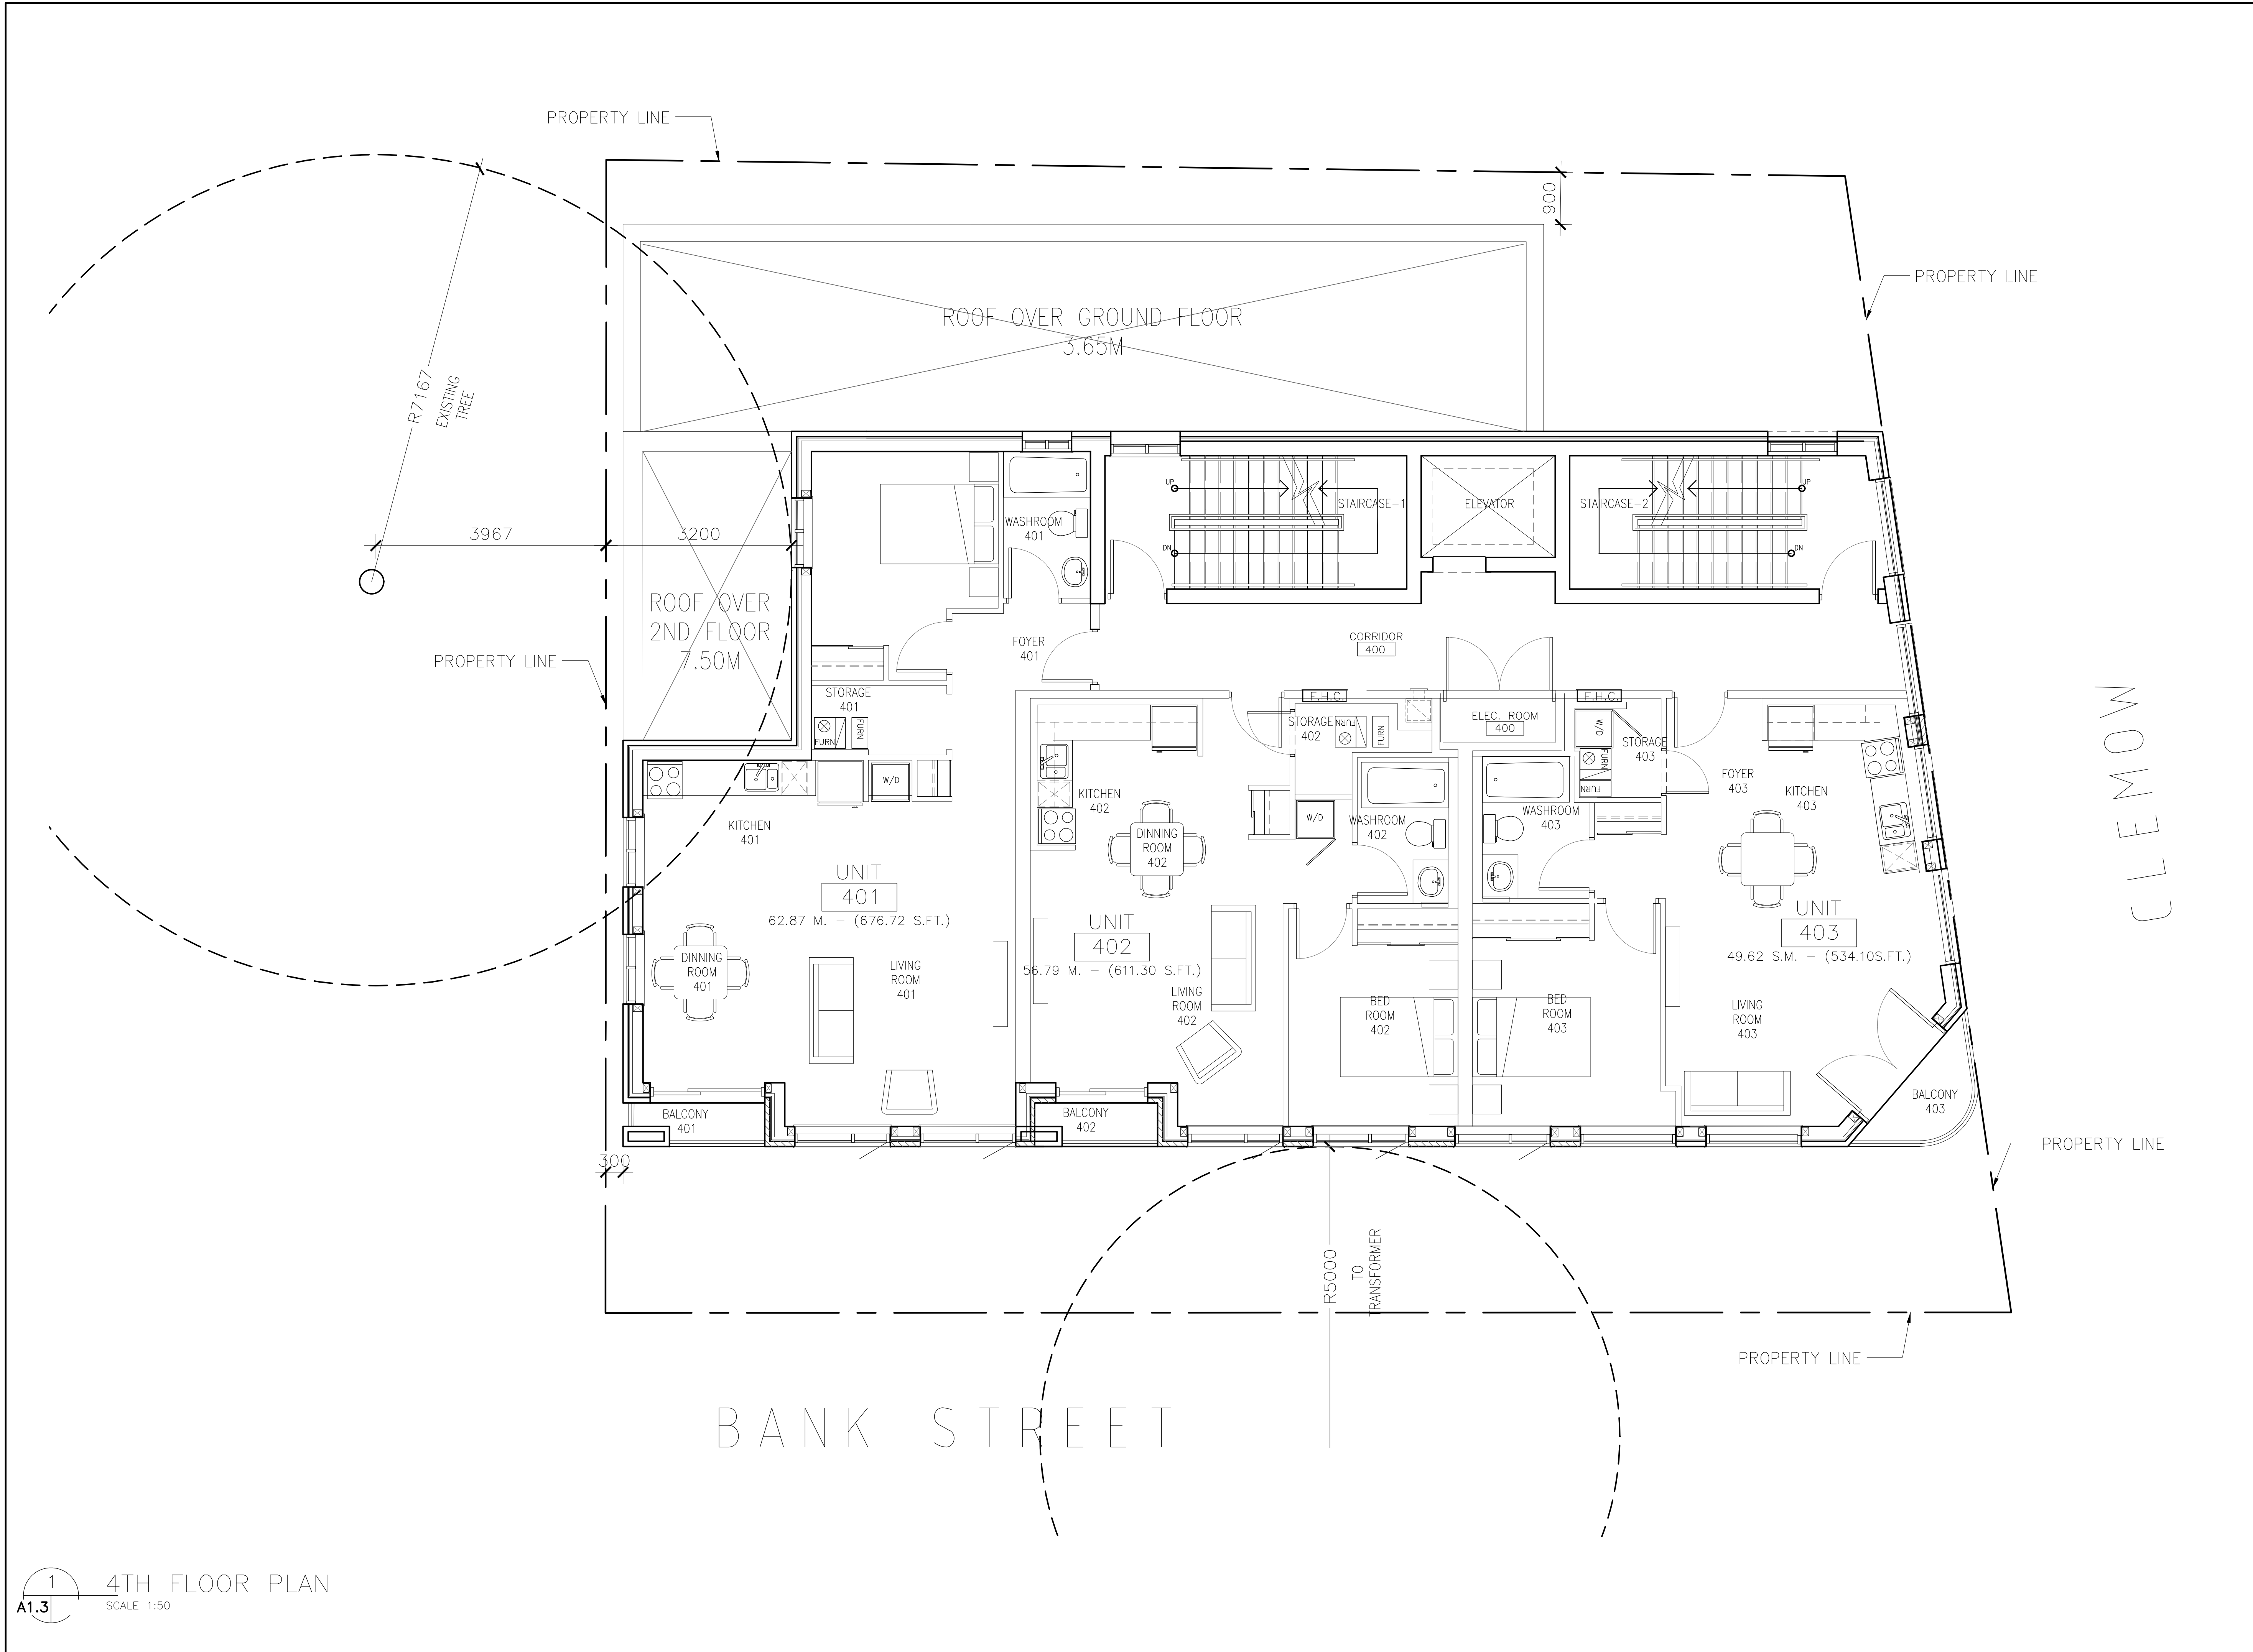 PROPERTY LINE
900
PROPERTY LINE
ROOF OVER GROUND FLOOR
3.65M
R7167
EXISTING
TREE
3967
3200
ROOF OVER
2ND FLOOR
7.50M
PROPERTY LINE
WASHROOM
401
UP
DN
STAIRCASE-1
ELEVATOR
STAIRCASE-2
UP
DN
FOYER
401
CORRIDOR
400
STORAGE
401
FURN
FURN
F.H.C.
F.H.C.
STORAGE
402
FURN
FURN
ELEC. ROOM
400
W/D
STORAGE
403
FURN
FURN
FOYER
403
KITCHEN
403
W/D
KITCHEN
401
KITCHEN
402
DINNING
ROOM
402
W/D
WASHROOM
402
WASHROOM
403
CLEMOW
UNIT
401
62.87 M. - (676.72 S.FT.)
UNIT
402
56.79 M. - (611.30 S.FT.)
UNIT
403
49.62 S.M. - (534.10S.FT.)
DINNING
ROOM
401
LIVING
ROOM
401
LIVING
ROOM
402
BED
ROOM
402
BED
ROOM
403
LIVING
ROOM
403
BALCONY
401
BALCONY
402
BALCONY
403
300
PROPERTY LINE
R5000
TO
TRANSFORMER
PROPERTY LINE
BANK STREET
1
A1.3
4TH FLOOR PLAN
SCALE 1:50